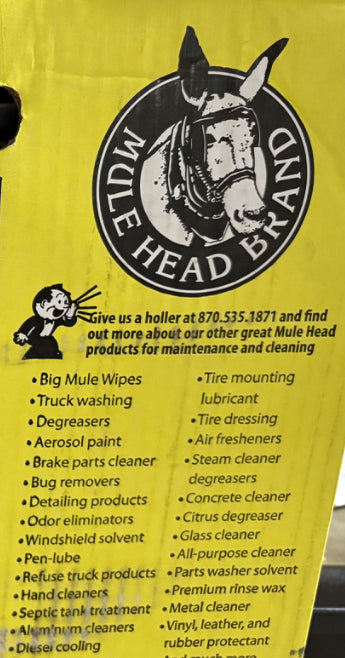 MULE HEAD BRAND
Give us a holler at 870.535.1871 and find
out more about our other great Mule Head
products for maintenance and cleaning
• Big Mule Wipes
• Truck washing
• Degreasers
• Aerosol paint
• Brake parts cleaner
• Bug removers
• Detailing products
• Odor eliminators
• Windshield solvent
• Pen-lube
• Refuse truck products
• Hand cleaners
• Septic tank treatment
• Aluminum cleaners
• Diesel cooling
• Tire mounting
lubricant
• Tire dressing
• Air fresheners
• Steam cleaner
degreasers
• Concrete cleaner
• Citrus degreaser
• Glass cleaner
• All-purpose cleaner
• Parts washer solvent
• Premium rinse wax
• Metal cleaner
• Vinyl, leather, and
rubber protectant
And much more